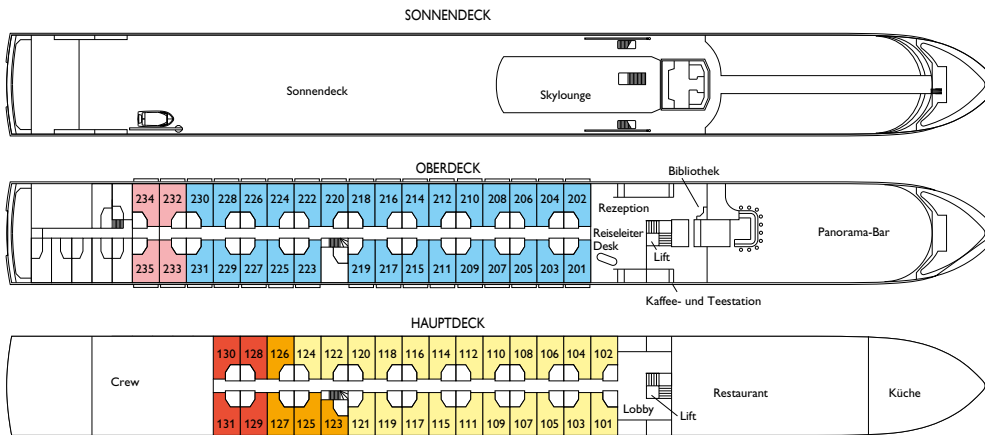 SONNENDECK
Sonnendeck
Skylounge
OBERDECK
Bibliothek
234 232 230 228 226 224 222 220 218 216 214 212 210 208 206 204 202
Rezeption
Reiseleiter
Desk
Lift
Panorama-Bar
235 233 231 229 227 225 223 219 217 215 211 209 207 205 203 201
Kaffee- und Teestation
HAUPTDECK
130 128 126 124 122 120 118 116 114 112 110 108 106 104 102
Crew
Restaurant
Küche
Lobby
Lift
131 129 127 125 123 121 119 117 115 111 109 107 105 103 101